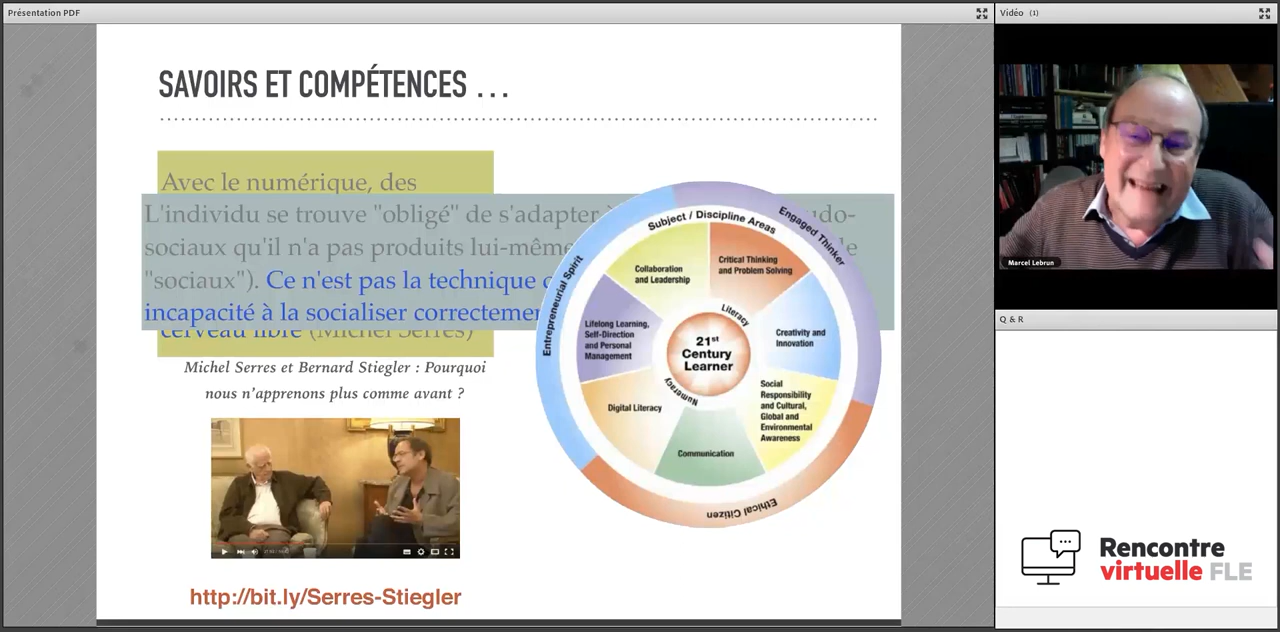 Présentation PDF
SAVOIRS ET COMPÉTENCES …
Avec le numérique, des
L'individu se trouve "obligé" de s'adapter
sociaux qu'il n'a pas produits lui-même
"sociaux"). Ce n'est pas la technique
incapacité à la socialiser
cerveau libre (Michel Serres)
Michel Serres et Bernard Stiegler : Pourquoi
nous n'apprenons plus comme avant ?
http://bit.ly/Serres-Stiegler
Subject / Discipline Areas
Engaged Thinker
Entrepreneurial Spirit
Ethical Citizen
Collaboration
and Leadership
Critical Thinking
and Problem Solving
Lifelong Learning,
Self-Direction
and Personal
Management
Literacy
21st
Century
Learner
Numeracy
Creativity and
Innovation
Digital Literacy
Social
Responsibility
and Cultural,
Global and
Environmental
Awareness
Communication
Vidéo (1)
Marcel Lebrun
Q & R
Rencontre
virtuelle FLE